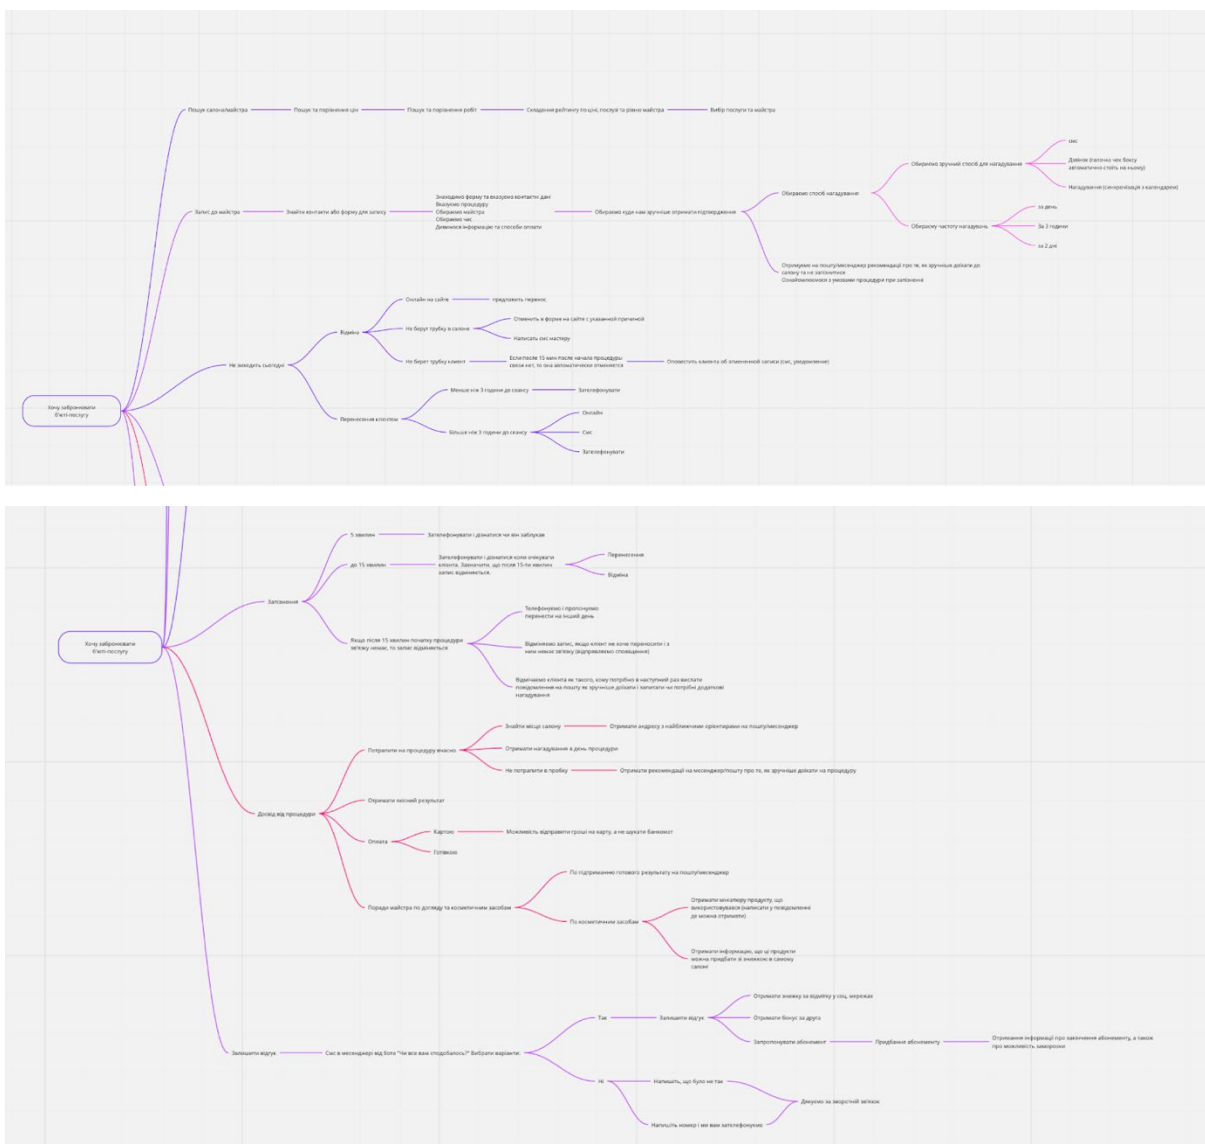 Пошук салона/майстра
Пошук та порівняння цін
Пошук та порівняння робіт
Складання рейтингу по ціні, послузі та рівню майстра
Вибір послуги та майстра
Запис до майстра
Знайти контакти або форму для запису
Знаходимо форму та вказуємо контактні дані
Вказуємо процедуру
Обираємо майстра
Обираємо час
Дивимося інформацію та способи оплати
Обираємо куди нам зручніше отримати підтвердження
Обираємо спосіб нагадування
Обираємо зручний спосіб для нагадування
смс
Дзвінок (галочка чек боксу
автоматично стоїть на ньому)
Нагадування (синхронізація з календарем)
Обираєму частоту нагадувань
за день
За 3 години
за 2 дні
Отримуємо на пошту/месенджер рекомендації про те, як зручніше доїхати до
салону та не запізнитися
Ознайомлюємося з умовами процедури при запізненні
Не виходить сьогодні
Відміна
Онлайн на сайте
предложить перенос
Не берут трубку в салоне
Отменить в форме на сайте с указанной причиной
Написать смс мастеру
Не берет трубку клиент
Если после 15 мин после начала процедуры
связи нет, то она автоматически отменяется
Оповестить клиента об отмененной записи (смс, уведомление)
Перенесення клієнтом
Менше ніж 3 години до сеансу
Зателефонувати
Більше ніж 3 години до сеансу
Онлайн
Смс
Зателефонувати
Хочу забронювати
б'юті-послугу
Запізнення
5 хвилин
Зателефонувати і дізнатися чи він заблукав
до 15 хвилин
Зателефонувати і дізнатися коли очікувати
клієнта. Зазначити, що після 15-ти хвилин
запис відміняється.
Перенесення
Відміна
Якщо після 15 хвилин початку процедури
зв'язку немає, то запис відміняється
Телефонуємо і пропонуємо
перенести на інший день
Відміняємо запис, якщо клієнт не хоче переносити і з
ним немає зв'язку (відправляємо сповіщення)
Відмічаємо клієнта як такого, кому потрібно в наступний раз вислати
повідомлення на пошту як зручніше доїхати і запитати чи потрібні додаткові
нагадування
Хочу забронювати
б'юті-послугу
Досвід від процедури
Потрапити на процедуру вчасно
Знайти місце салону
Отримати андрасу з найближчими орієнтирами на пошту/месенджер
Отримати нагадування в день процедури
Не потрапити в пробку
Отримати рекомендації на месенджер/пошту про те, як зручніше доїхати на процедуру
Отримати якісний результат
Оплата
Картою
Можливість відправити гроші на карту, а не шукати банкомат
Готівкою
Поради майстра по догляду та косметичним засобам
По підтриманню готового результату на пошту/месенджер
По косметичним засобам
Отримати мініатюру продукту, що
використовувався (написати у повідомленні
де можна отримати)
Отримати інформацію, що ці продукти
можна придбати зі знижкою в самому
салоні
Залишити відгук
Смс в месенджері від бота "Чи все вам сподобалось?" Вибрати варіанти:
Так
Залишити відгук
Отримати знижку за відмітку у соц. мережах
Отримати бонус за друга
Запропонувати абонемент
Придбання абонементу
Отримання інформації про закінчення абонементу, а також
про можливість заморозки
Ні
Напишіть, що було не так
Напишіть номер і ми вам зателефонуємо
Дякуємо за зворотній зв'язок